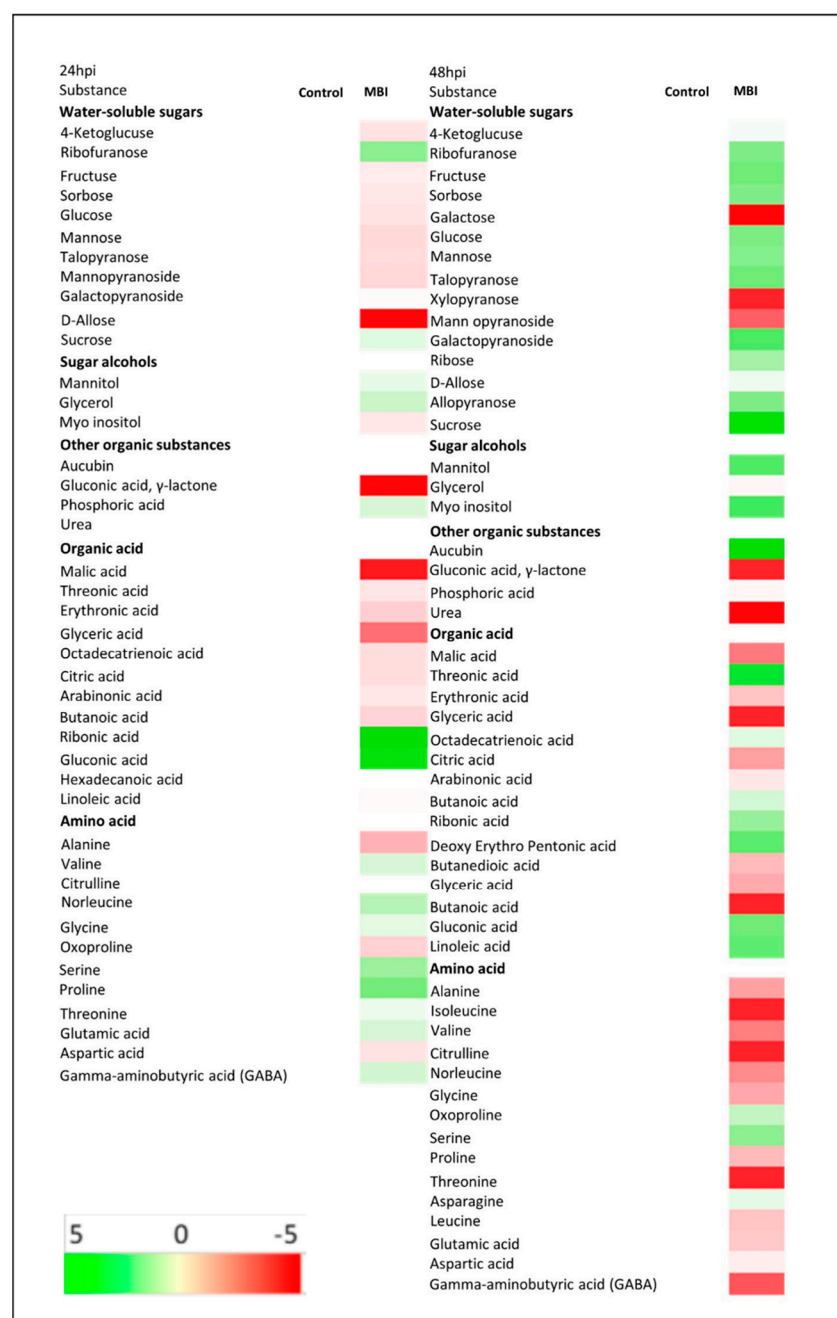 24hpi
Substance Control MBI
Water-soluble sugars
4-Ketoglucuse
Ribofuranose
Fructuse
Sorbose
Glucose
Mannose
Talopyranose
Mannopyranoside
Galactopyranoside
D-Allose
Sucrose
Sugar alcohols
Mannitol
Glycerol
Myo inositol
Other organic substances
Aucubin
Gluconic acid, γ-lactone
Phosphoric acid
Urea
Organic acid
Malic acid
Threonic acid
Erythronic acid
Glyceric acid
Octadecatrienoic acid
Citric acid
Arabinonic acid
Butanoic acid
Ribonic acid
Gluconic acid
Hexadecanoic acid
Linoleic acid
Amino acid
Alanine
Valine
Citrulline
Norleucine
Glycine
Oxoproline
Serine
Proline
Threonine
Glutamic acid
Aspartic acid
Gamma-aminobutyric acid (GABA)
5 0 -5
48hpi
Substance Control MBI
Water-soluble sugars
4-Ketoglucuse
Ribofuranose
Fructuse
Sorbose
Galactose
Glucose
Mannose
Talopyranose
Xylopyranose
Mann opyranoside
Galactopyranoside
Ribose
D-Allose
Allopyranose
Sucrose
Sugar alcohols
Mannitol
Glycerol
Myo inositol
Other organic substances
Aucubin
Gluconic acid, γ-lactone
Phosphoric acid
Urea
Organic acid
Malic acid
Threonic acid
Erythronic acid
Glyceric acid
Octadecatrienoic acid
Citric acid
Arabinonic acid
Butanoic acid
Ribonic acid
Deoxy Erythro Pentonic acid
Butanedioic acid
Glyceric acid
Butanoic acid
Gluconic acid
Linoleic acid
Amino acid
Alanine
Isoleucine
Valine
Citrulline
Norleucine
Glycine
Oxoproline
Serine
Proline
Threonine
Asparagine
Leucine
Glutamic acid
Aspartic acid
Gamma-aminobutyric acid (GABA)